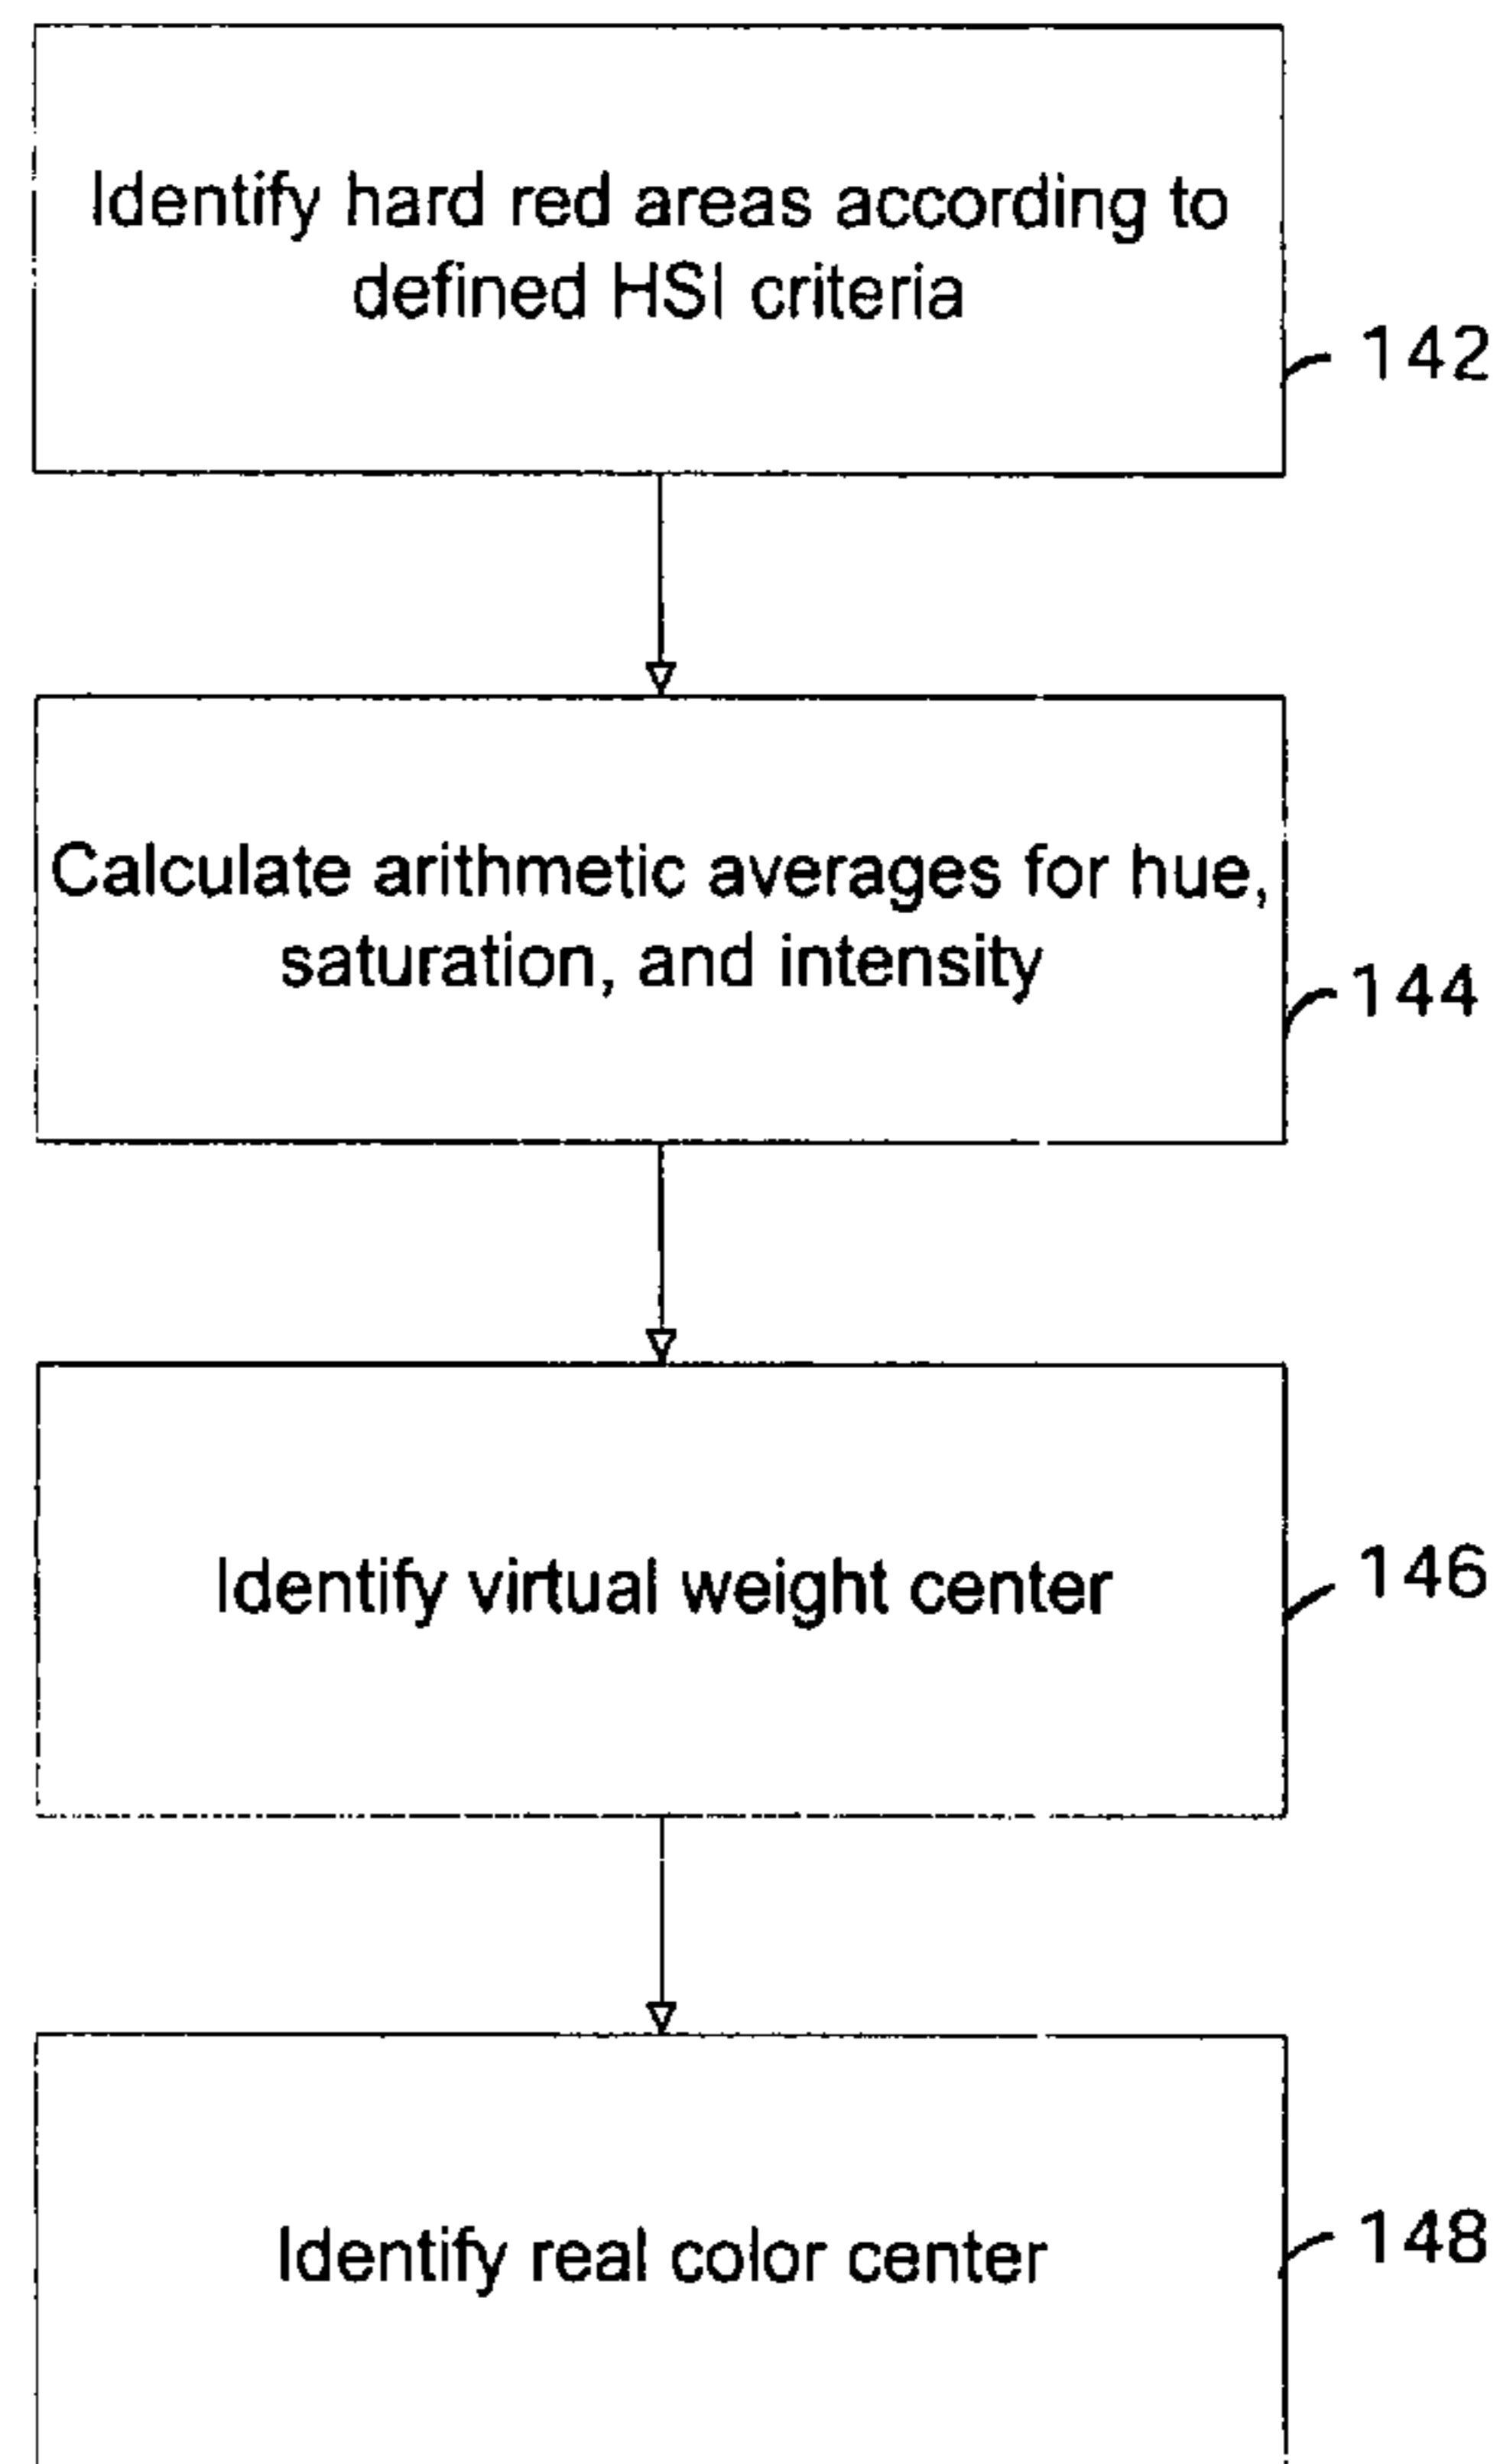 Identify hard red areas according to
defined HSI criteria
142
Calculate arithmetic averages for hue,
saturation, and intensity
144
Identify virtual weight center
146
Identify real color center
148